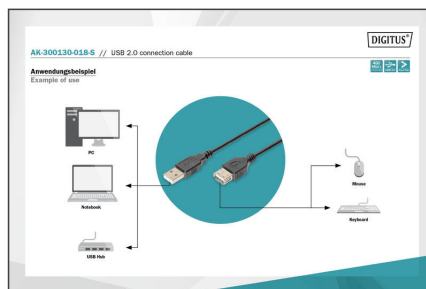 DIGITUS®
AK-300130-018-S // USB 2.0 connection cable
Anwendungsbeispiel
Example of use
PC
Notebook
USB Hub
Mouse
Keyboard